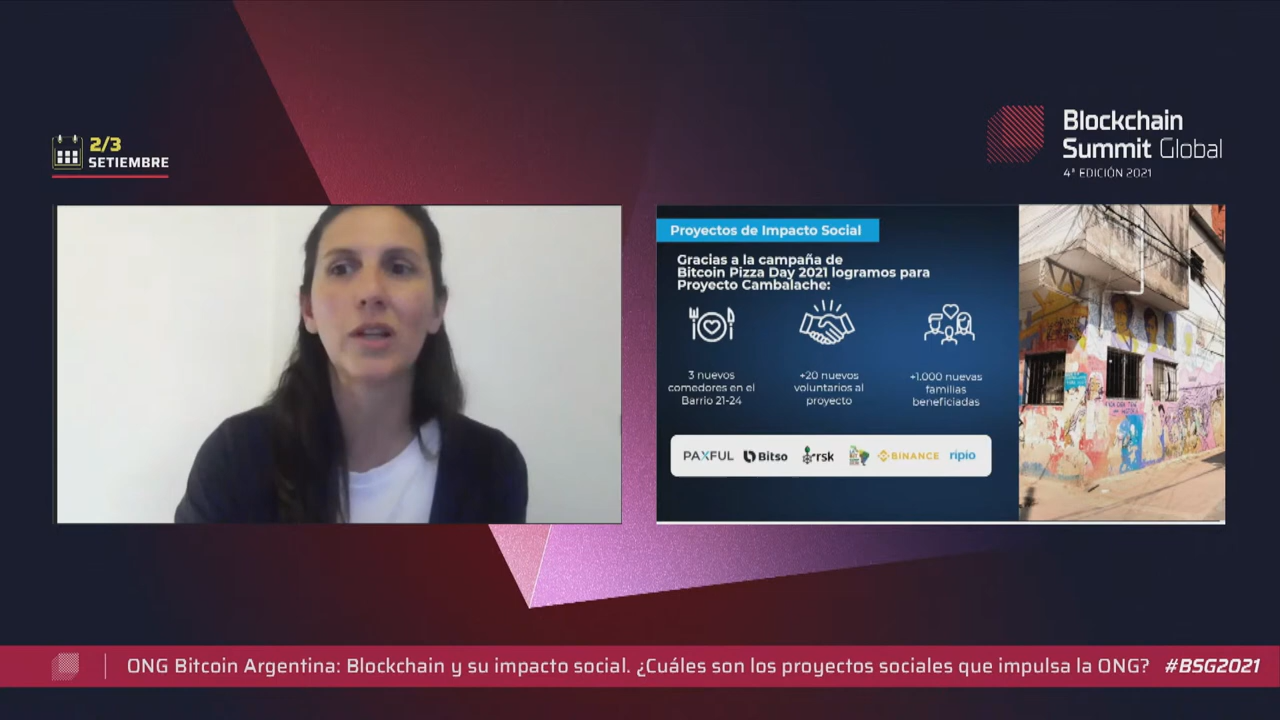 2/3
SETIEMBRE
Blockchain
Summit Global
4ª EDICIÓN 2021
Proyectos de Impacto Social
Gracias a la campaña de
Bitcoin Pizza Day 2021 logramos para
Proyecto Cambalache:
3 nuevos
comedores en el
Barrio 21-24
+20 nuevos
voluntarios al
proyecto
+1.000 nuevas
familias
beneficiadas
PAXFUL Bitso rsk BINANCE ripio
ONG Bitcoin Argentina: Blockchain y su impacto social. ¿Cuáles son los proyectos sociales que impulsa la ONG? #BSG2021